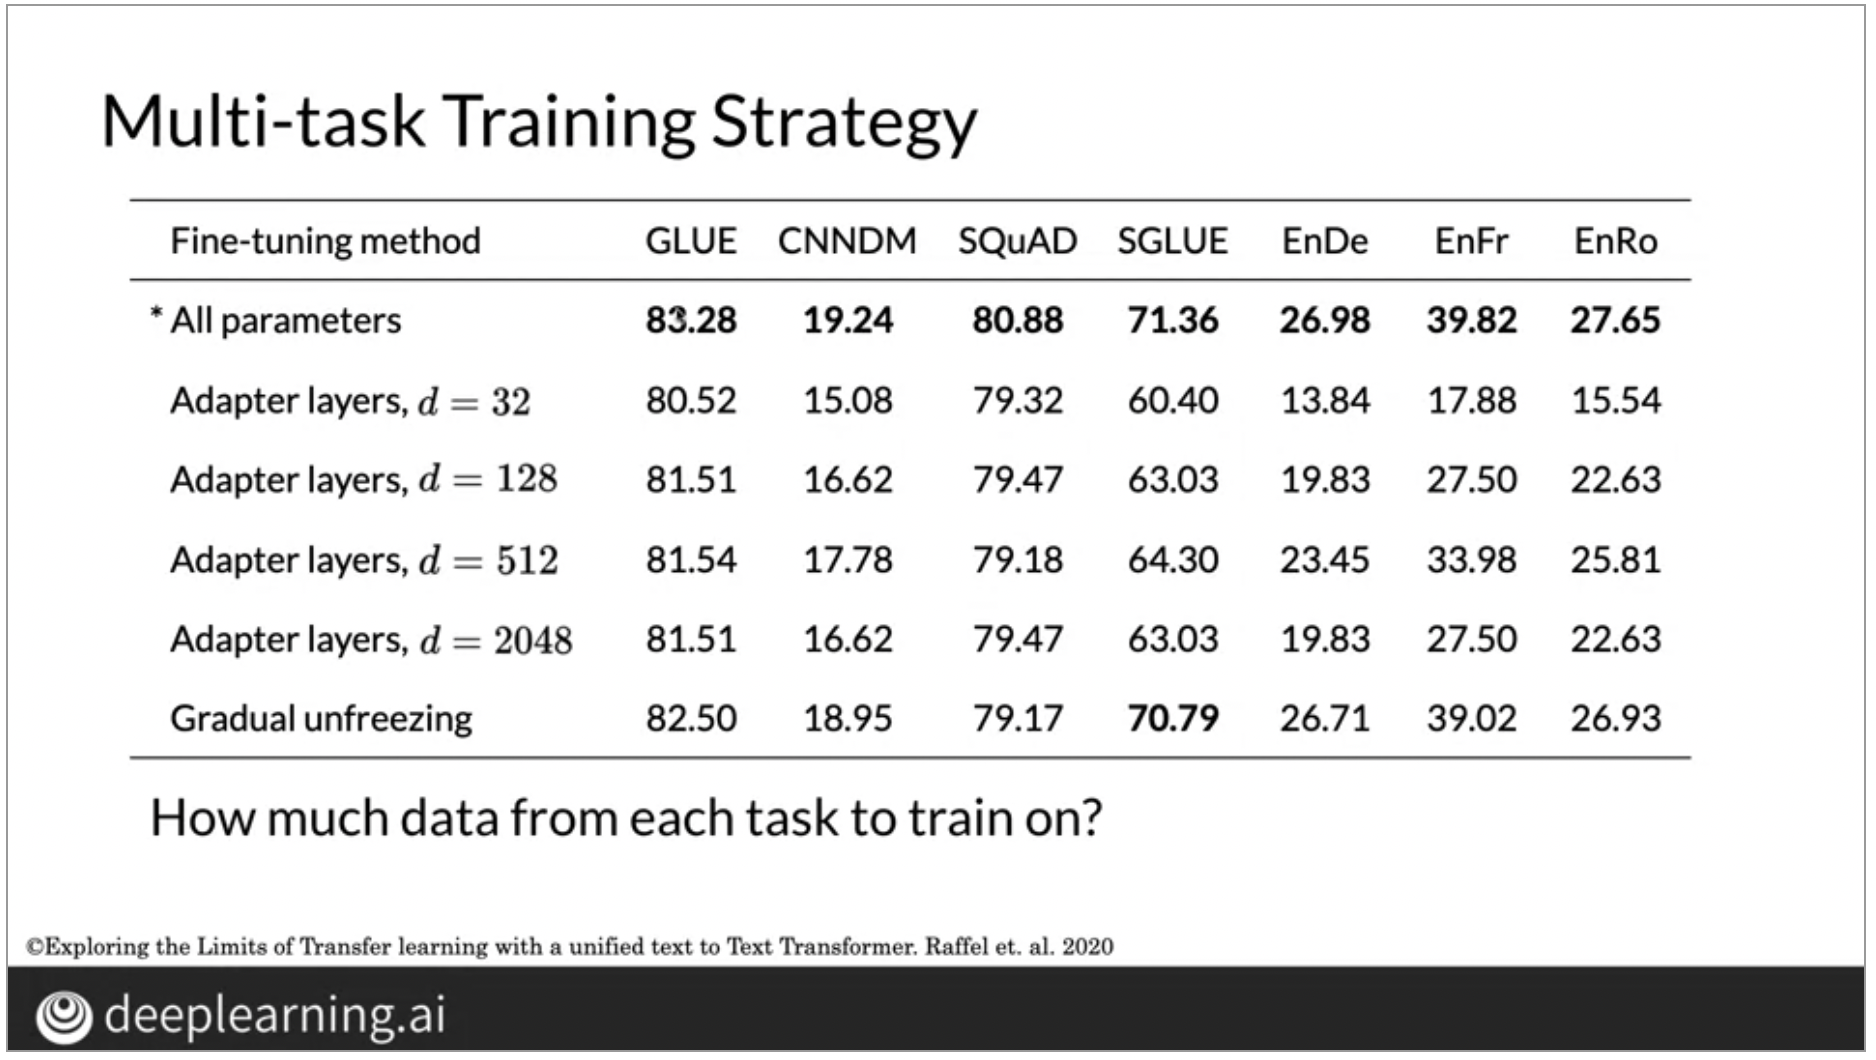 Multi-task Training Strategy
Fine-tuning method GLUE CNNDM SQuAD SGLUE EnDe EnFr EnRo
* All parameters 83.28 19.24 80.88 71.36 26.98 39.82 27.65
Adapter layers, d = 32 80.52 15.08 79.32 60.40 13.84 17.88 15.54
Adapter layers, d = 128 81.51 16.62 79.47 63.03 19.83 27.50 22.63
Adapter layers, d = 512 81.54 17.78 79.18 64.30 23.45 33.98 25.81
Adapter layers, d = 2048 81.51 16.62 79.47 63.03 19.83 27.50 22.63
Gradual unfreezing 82.50 18.95 79.17 70.79 26.71 39.02 26.93
How much data from each task to train on?
©Exploring the Limits of Transfer learning with a unified text to Text Transformer. Raffel et. al. 2020
deeplearning.ai